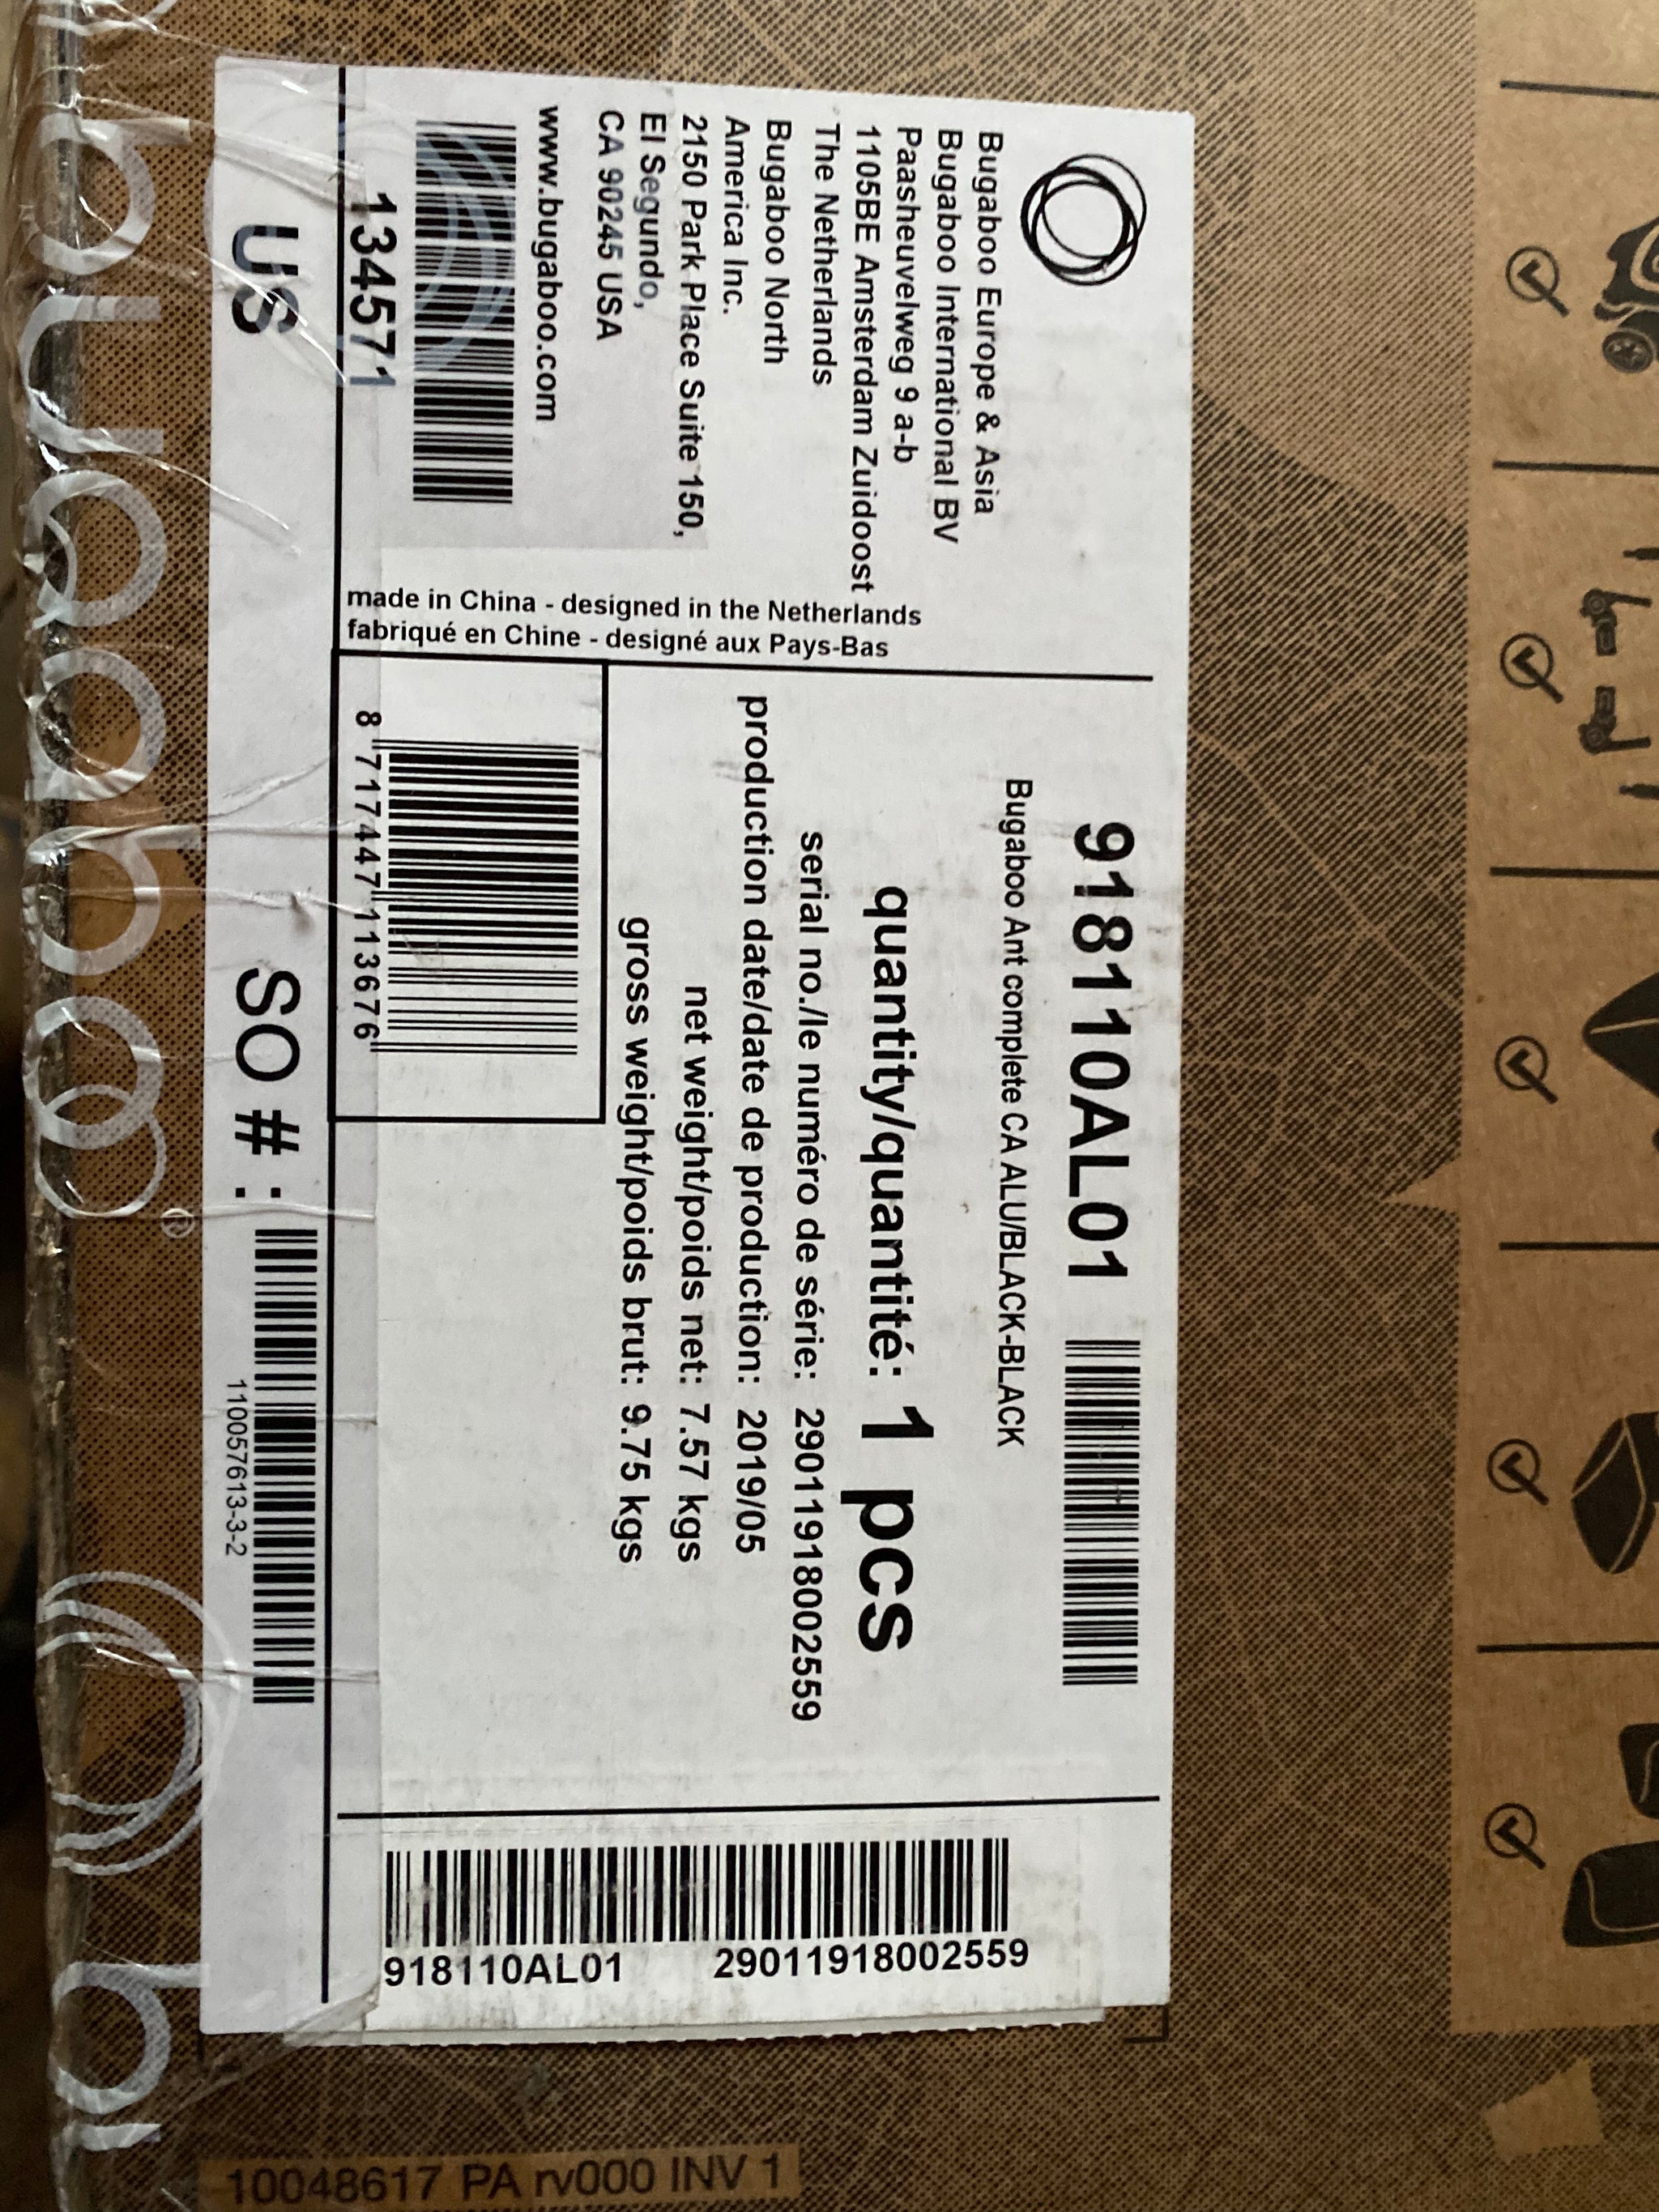 Bugaboo Europe & Asia
Bugaboo International BV
Paasheuvelweg 9 a-b
1105BE Amsterdam Zuidoost
The Netherlands
Bugaboo North
America Inc.
2150 Park Place Suite 150,
El Segundo,
CA 90245 USA
www.bugaboo.com
134571
made in China - designed in the Netherlands
fabriqué en Chine - designé aux Pays-Bas
918110AL01
Bugaboo Ant complete CA ALU/BLACK-BLACK
quantity/quantité: 1 pcs
serial no./le numéro de série: 29011918002559
production date/date de production: 2019/05
net weight/poids net: 7.57 kgs
gross weight/poids brut: 9.75 kgs
8 717447 113676
918110AL01 29011918002559
US SO # :
110057613-3-2
bugaboo®
10048617 PA rv000 INV 1